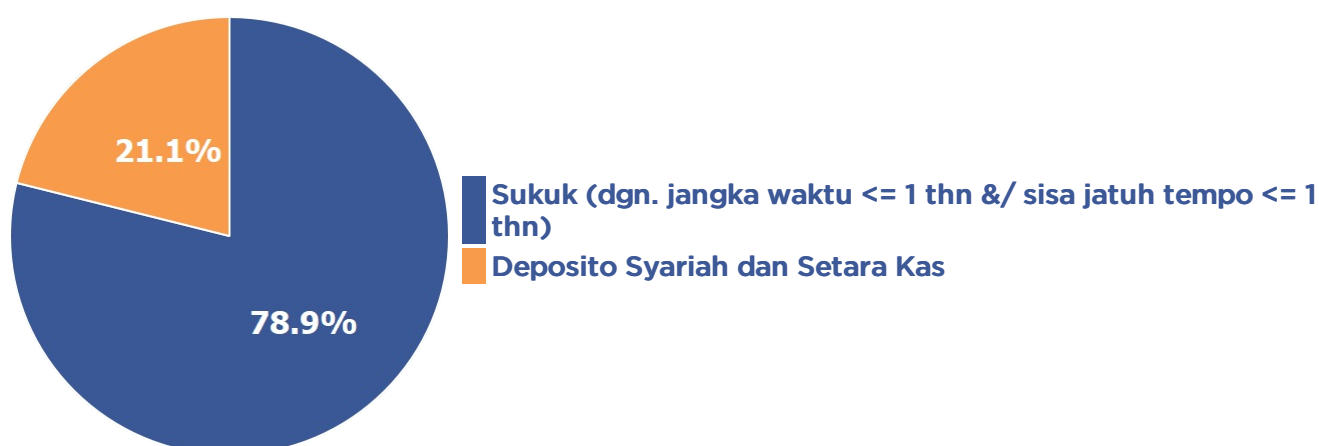 21.1%
Sukuk (dgn. jangka waktu <= 1 thn &/ sisa jatuh tempo <= 1
thn)
Deposito Syariah dan Setara Kas
78.9%